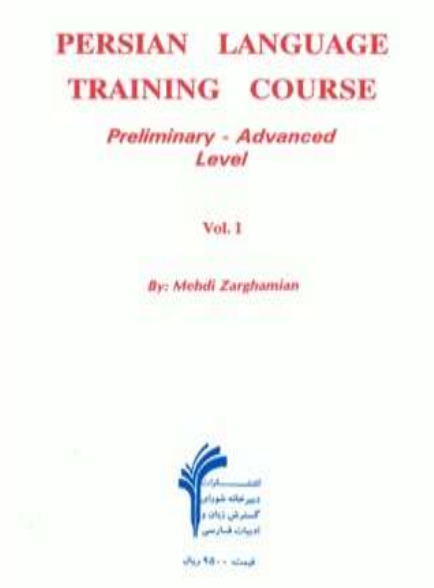 PERSIAN LANGUAGE
TRAINING COURSE
Preliminary - Advanced
Level
Vol. I
By: Mehdi Zarghamian
انتشارات
دبیرخانه شورای
گسترش زبان و
ادبیات فارسی
قیمت: ۹۵۰۰ ریال